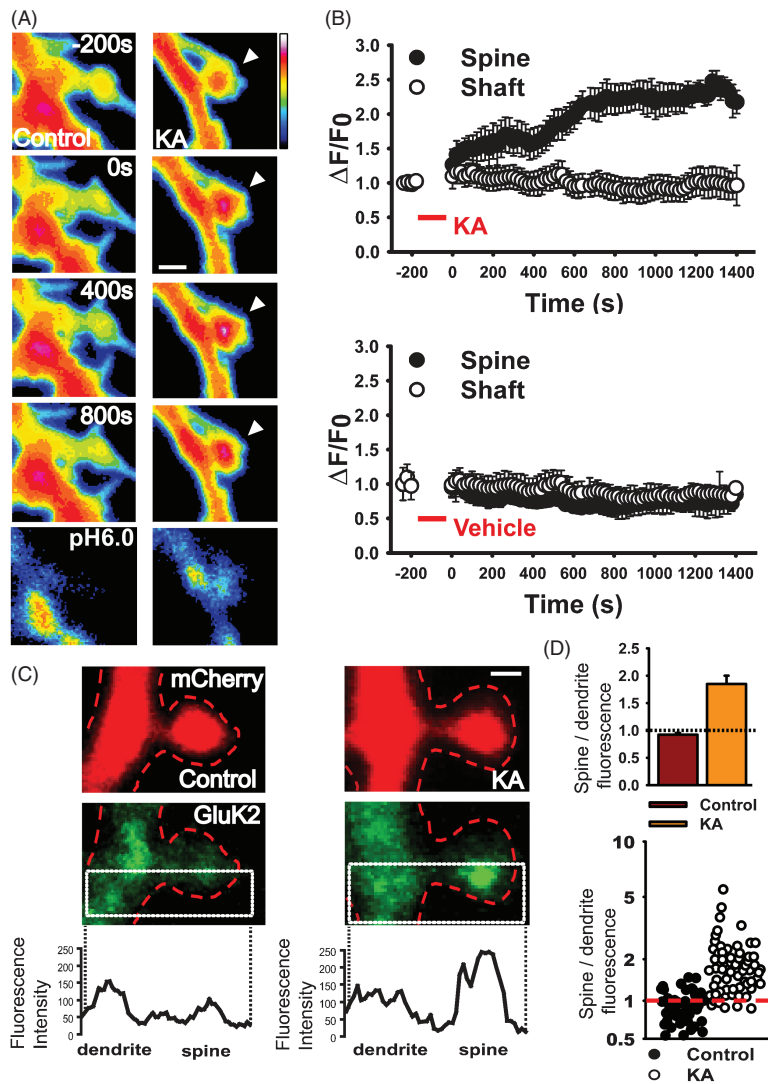 (A)
-200s
Control
KA
0s
400s
800s
pH6.0
(B)
ΔF/F0
3.0
2.5
2.0
1.5
1.0
0.5
0.0
Spine
Shaft
KA
-200 0 200 400 600 800 1000 1200 1400
Time (s)
ΔF/F0
3.0
2.5
2.0
1.5
1.0
0.5
0.0
Spine
Shaft
Vehicle
-200 0 200 400 600 800 1000 1200 1400
Time (s)
(C)
mCherry
Control
KA
GluK2
Fluorescence
Intensity
250
200
150
100
50
0
dendrite spine
Fluorescence
Intensity
250
200
150
100
50
0
dendrite spine
(D)
Spine / dendrite
fluorescence
2.0
1.5
1.0
0.5
0.0
Control
KA
Spine / dendrite
fluorescence
10
5
2
1
0.5
Control
KA